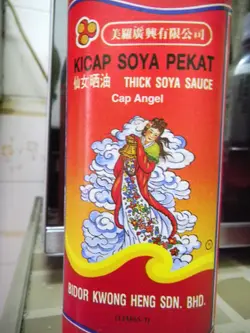 美羅廣興有限公司
KICAP SOYA PEKAT
仙女晒油 THICK SOYA SAUCE
Cap Angel
BIDOR KWONG HENG SDN. BHD.